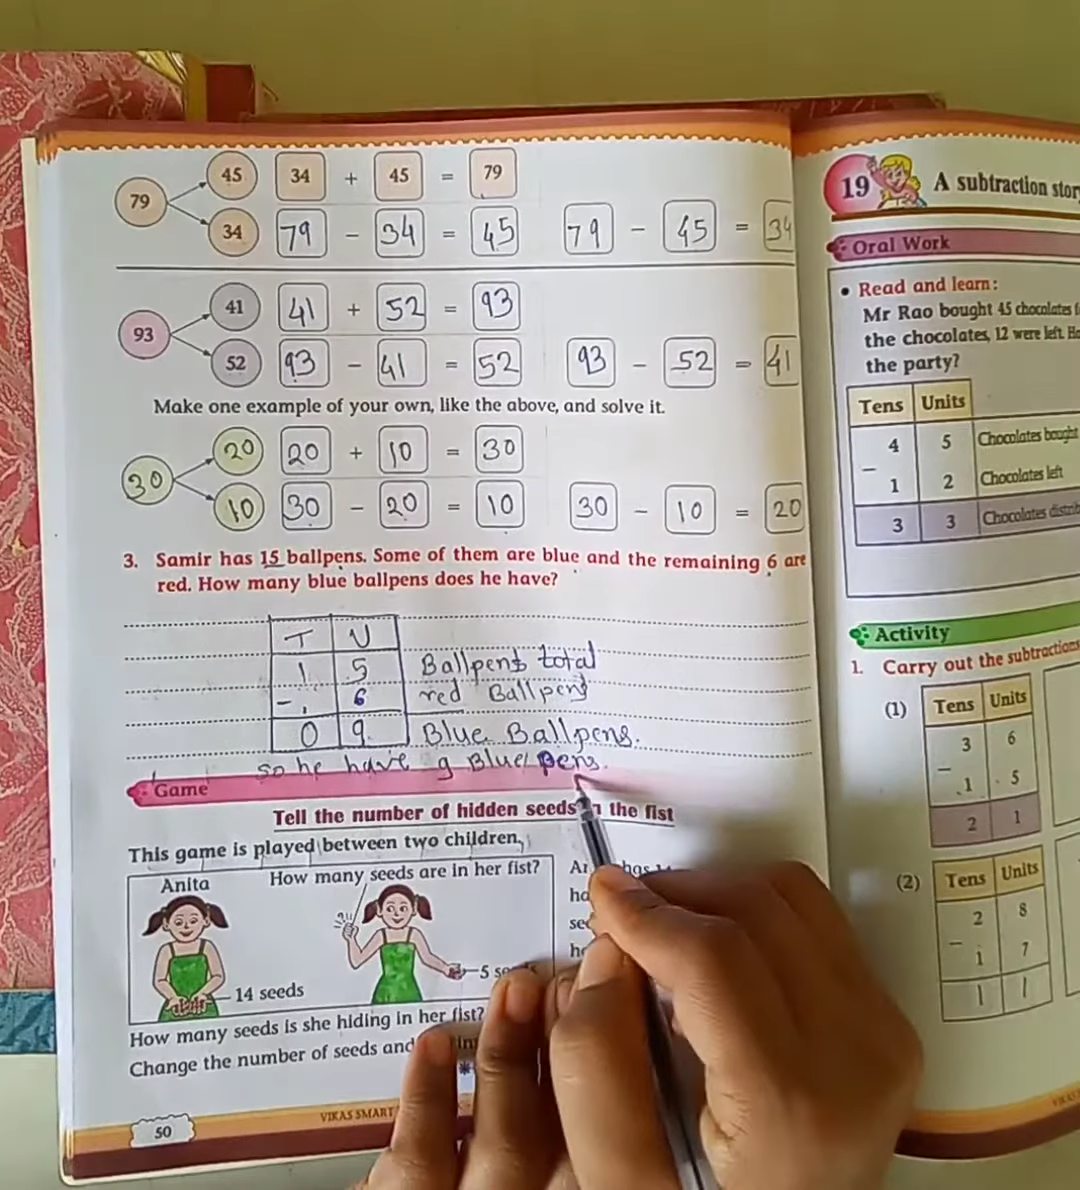 79 45 34 + 45 = 79
34 79 - 34 = 45 79 - 45 = 34
93 41 41 + 52 = 93
52 93 - 41 = 52 93 - 52 = 41
Make one example of your own, like the above, and solve it.
30 20 20 + 10 = 30
10 30 - 20 = 10 30 - 10 = 20
3. Samir has 15 ballpens. Some of them are blue and the remaining 6 are
red. How many blue ballpens does he have?
T U
1 5 Ballpens total
- 6 red Ballpens
0 9 Blue Ballpens.
so he have 9 Blue pens.
Game
Tell the number of hidden seeds in the fist
This game is played between two children,
Anita How many seeds are in her fist?
14 seeds
5
How many seeds is she hiding in her fist?
Change the number of seeds and
VIKAS SMART
50
19 A subtraction
Oral Work
• Read and learn:
Mr Rao bought 45 chocolates
the chocolates, 12 were left.
the party?
Tens Units
4 5 Chocolates bought
- 1 2 Chocolates left
3 3 Chocolates
Activity
1. Carry out the
(1) Tens Units
3 6
- 1 5
2 1
(2) Tens Units
2 8
- 1 7
1 1